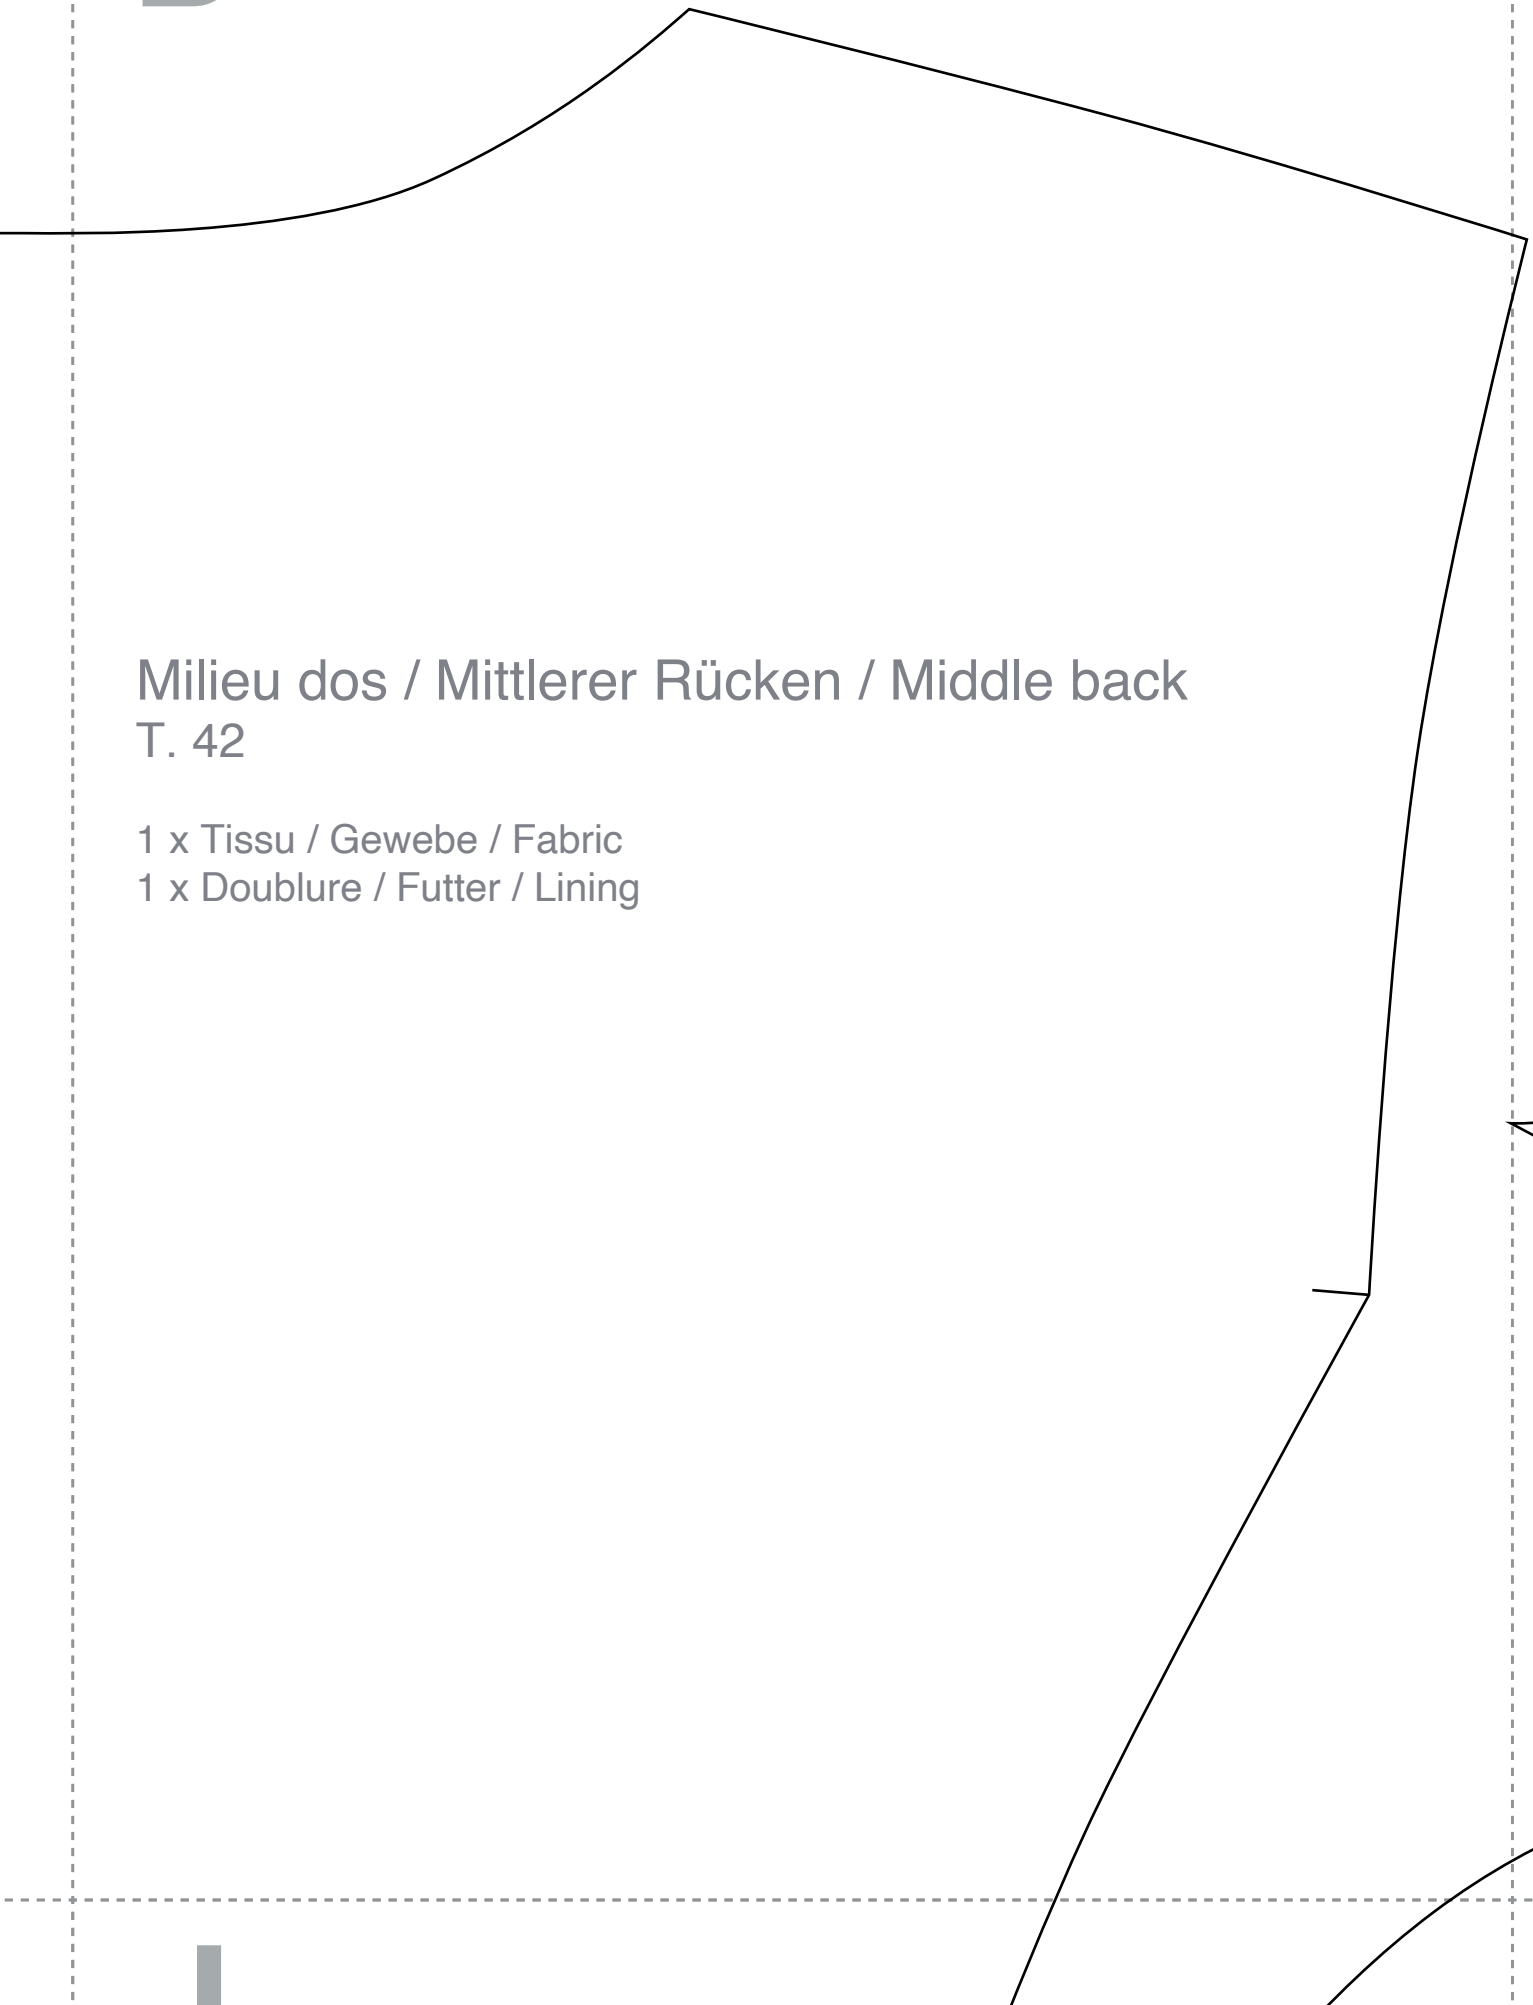 Milieu dos / Mittlerer Rücken / Middle back
T. 42
1 x Tissu / Gewebe / Fabric
1 x Doublure / Futter / Lining